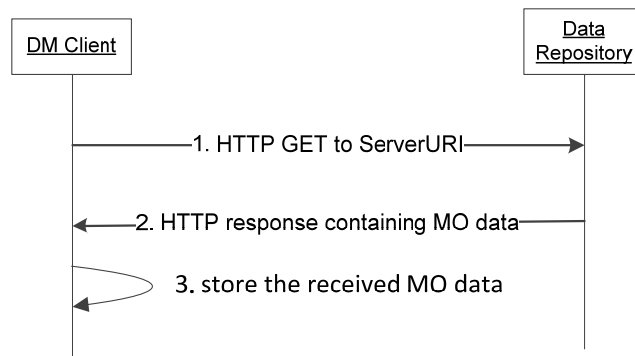 DM Client
Data
Repository
1. HTTP GET to ServerURI
2. HTTP response containing MO data
3. store the received MO data